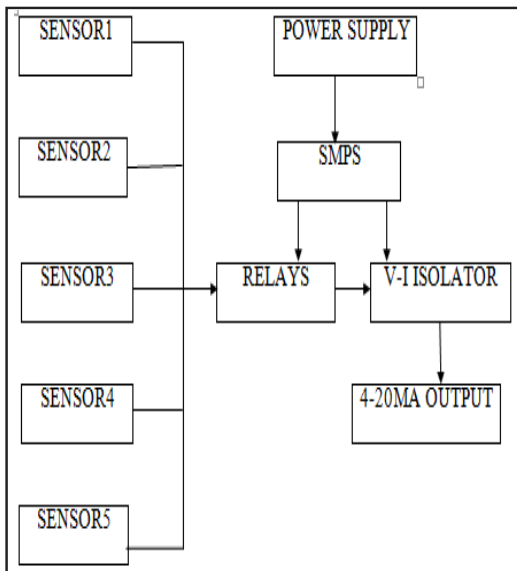 SENSOR1
POWER SUPPLY
SENSOR2
SMPS
SENSOR3
RELAYS
V-I ISOLATOR
SENSOR4
4-20MA OUTPUT
SENSOR5